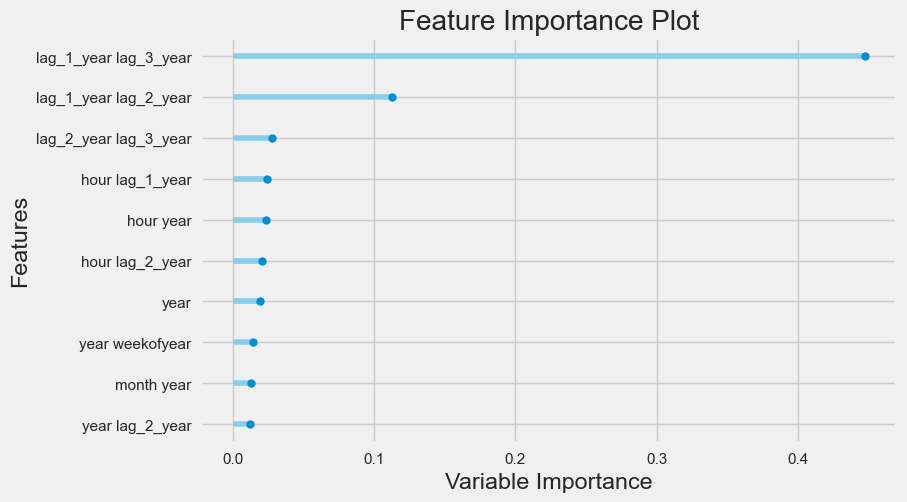 Feature Importance Plot
lag_1_year lag_3_year
lag_1_year lag_2_year
lag_2_year lag_3_year
hour lag_1_year
hour year
hour lag_2_year
year
year weekofyear
month year
year lag_2_year
Features
0.0 0.1 0.2 0.3 0.4
Variable Importance